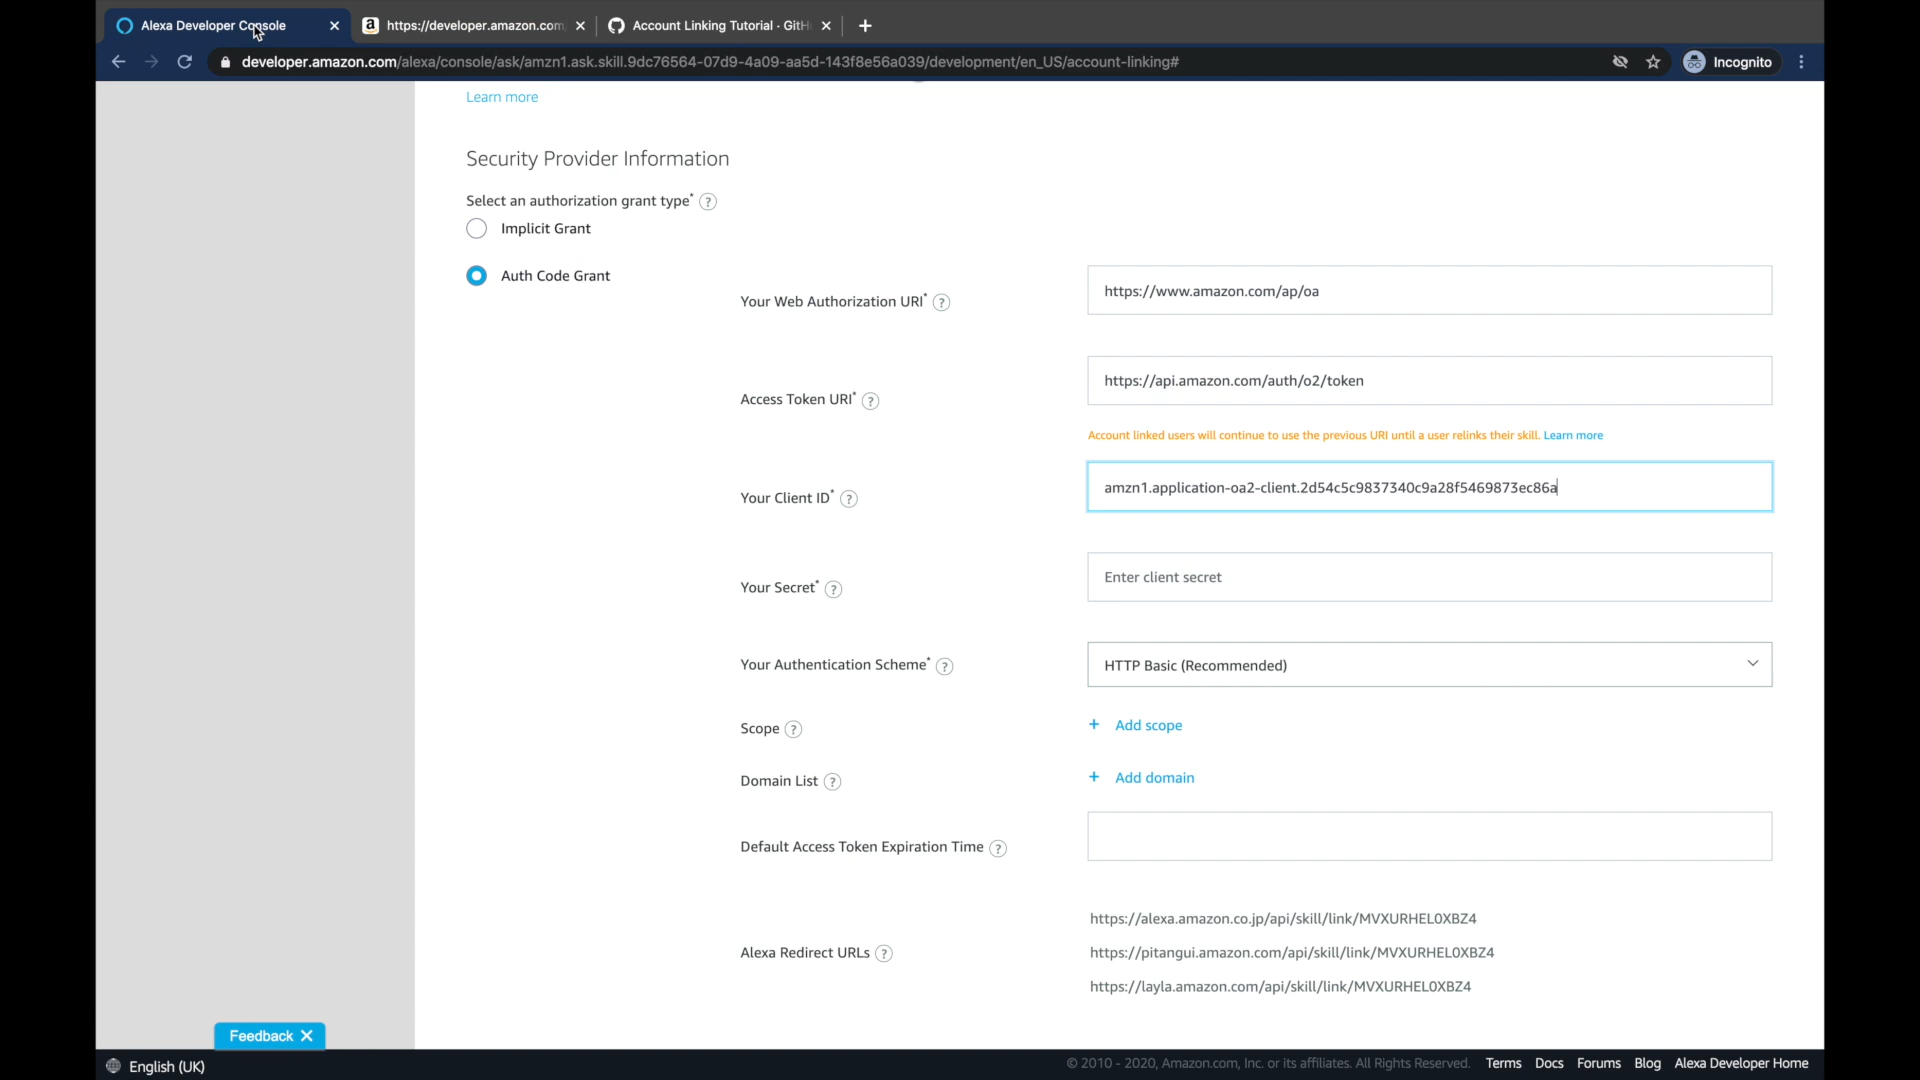 Alexa Developer Console
https://developer.amazon.com
Account Linking Tutorial · GitH
developer.amazon.com/alexa/console/ask/amzn1.ask.skill.9dc76564-07d9-4a09-aa5d-143f8e56a039/development/en_US/account-linking#
Incognito
Learn more
Security Provider Information
Select an authorization grant type* ?
Implicit Grant
Auth Code Grant
Your Web Authorization URI* ?
https://www.amazon.com/ap/oa
Access Token URI* ?
https://api.amazon.com/auth/o2/token
Account linked users will continue to use the previous URI until a user relinks their skill. Learn more
Your Client ID* ?
amzn1.application-oa2-client.2d54c5c9837340c9a28f5469873ec86a
Your Secret* ?
Enter client secret
Your Authentication Scheme* ?
HTTP Basic (Recommended)
Scope ?
+ Add scope
Domain List ?
+ Add domain
Default Access Token Expiration Time ?
Alexa Redirect URLs ?
https://alexa.amazon.co.jp/api/skill/link/MVXURHEL0XBZ4
https://pitangui.amazon.com/api/skill/link/MVXURHEL0XBZ4
https://layla.amazon.com/api/skill/link/MVXURHEL0XBZ4
Feedback
English (UK)
© 2010 - 2020, Amazon.com, Inc. or its affiliates. All Rights Reserved. Terms Docs Forums Blog Alexa Developer Home